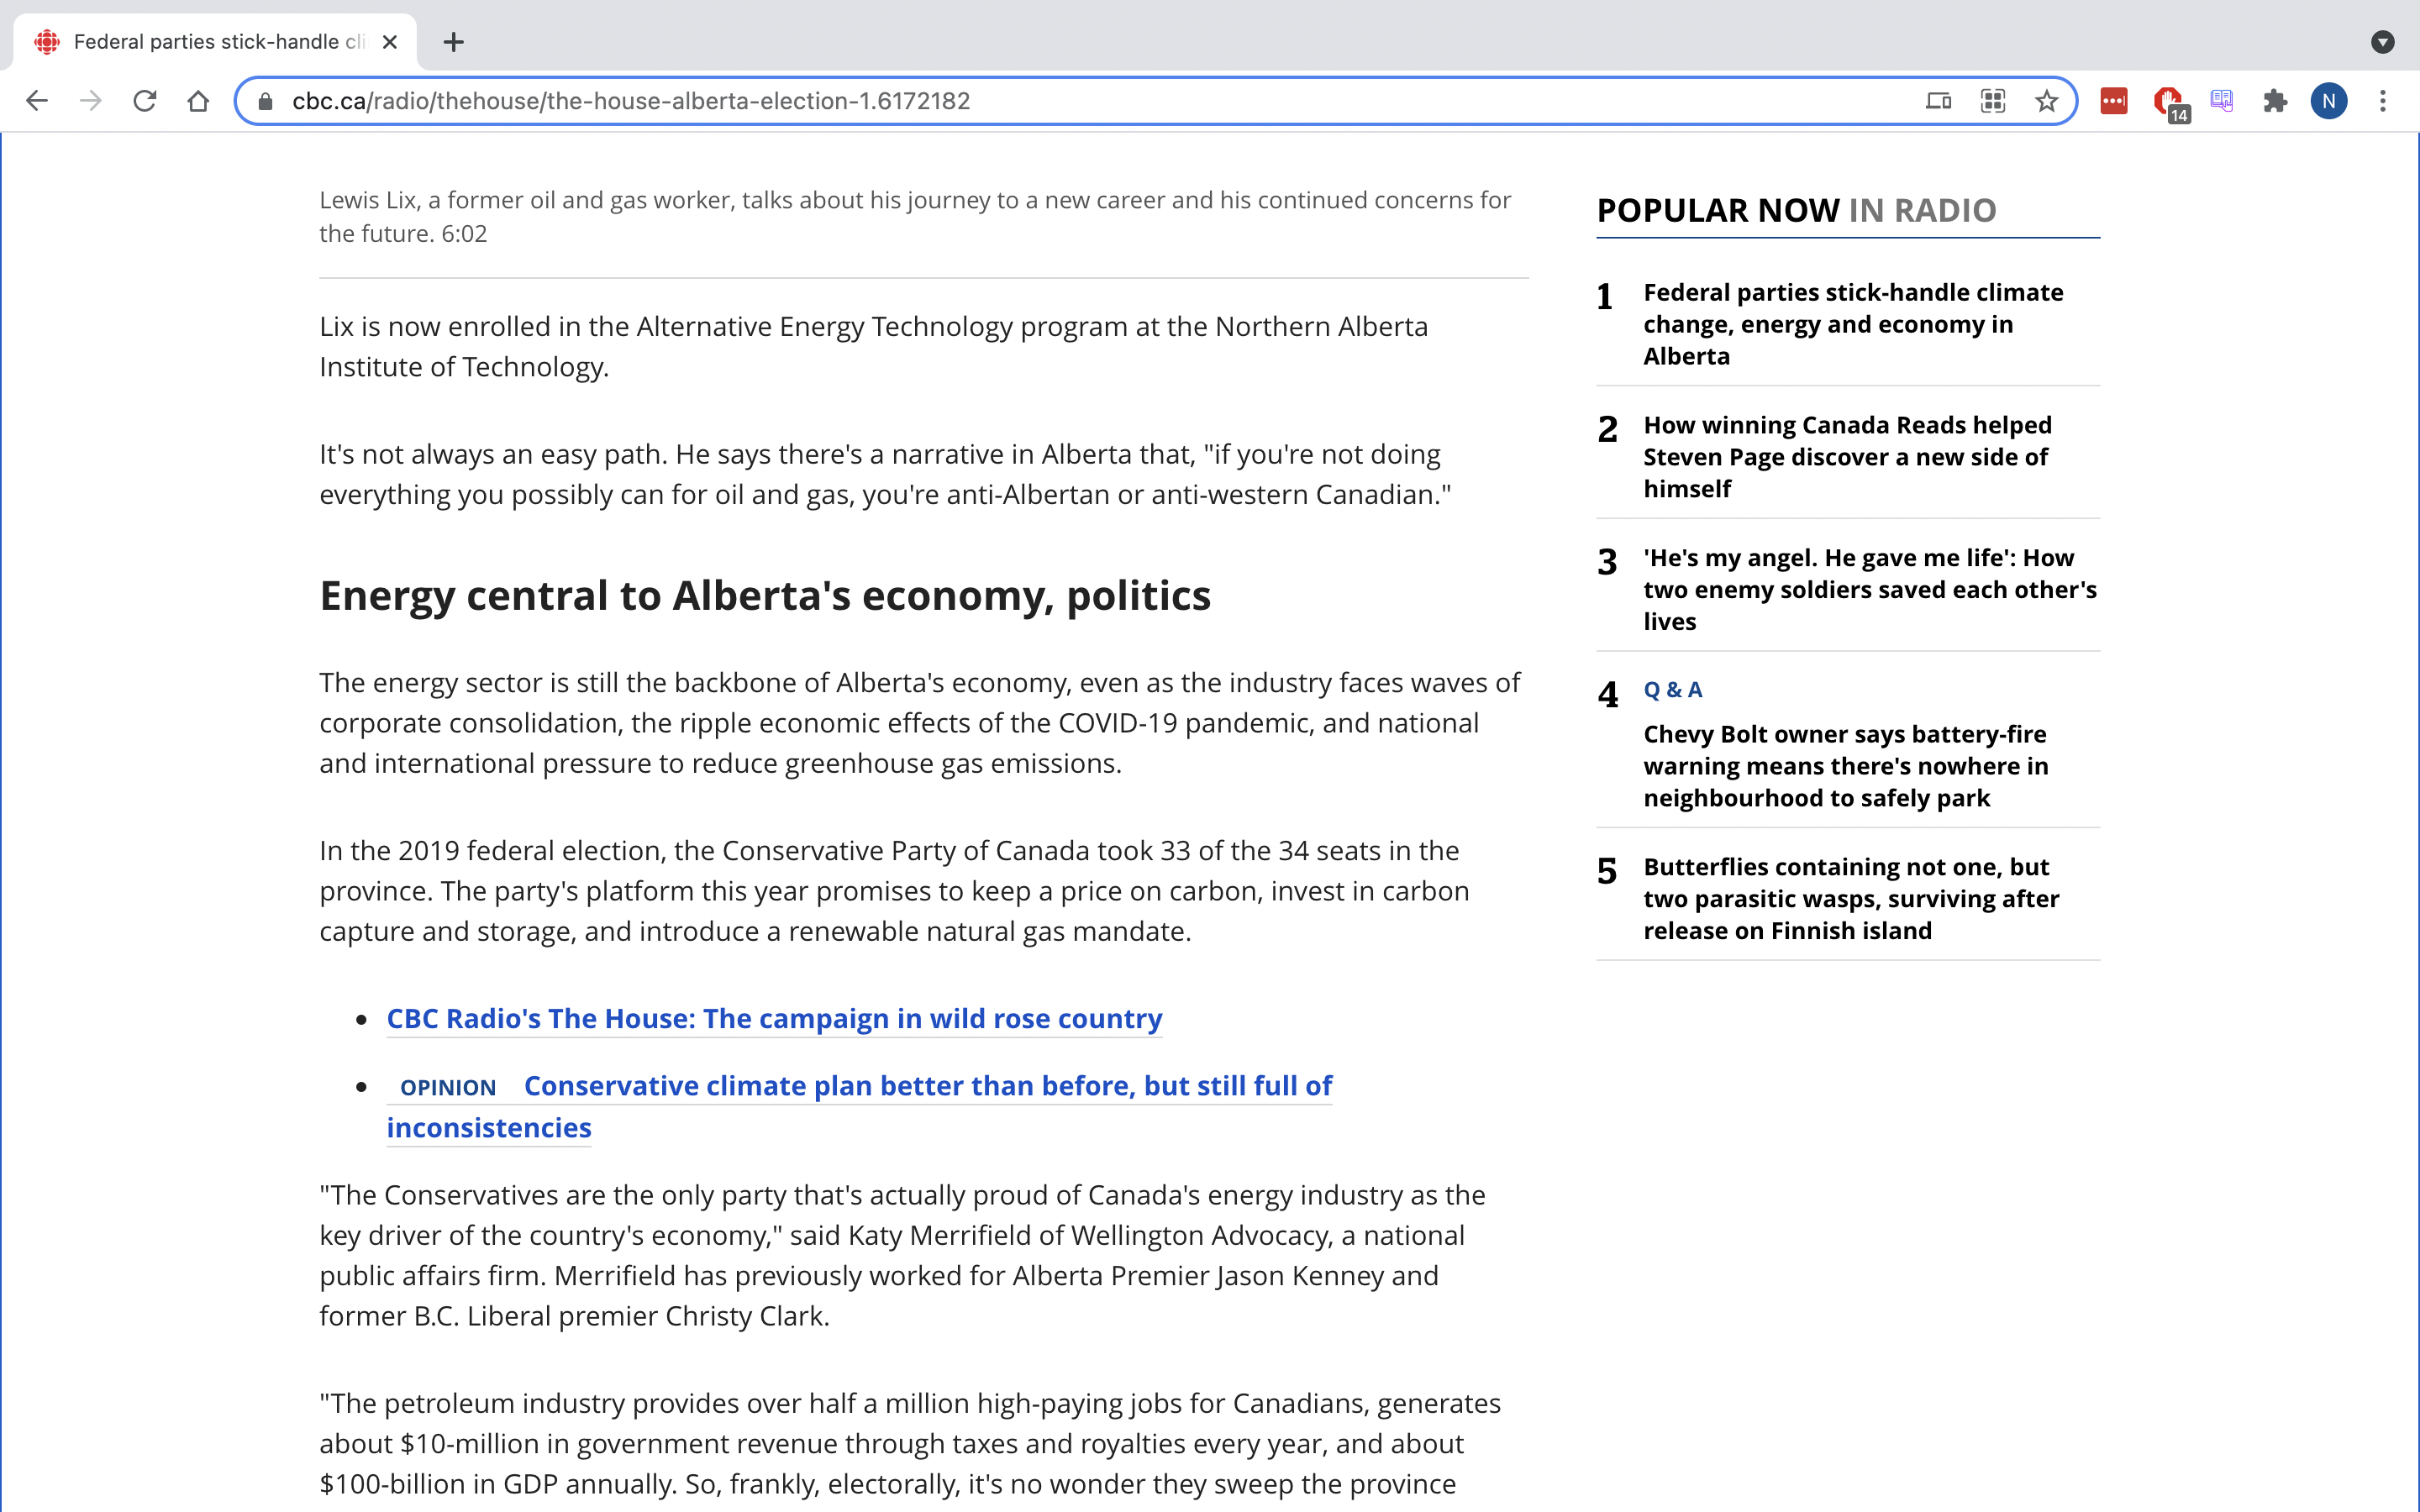 Federal parties stick-handle cli
cbc.ca/radio/thehouse/the-house-alberta-election-1.6172182
14
N
Lewis Lix, a former oil and gas worker, talks about his journey to a new career and his continued concerns for
the future. 6:02
Lix is now enrolled in the Alternative Energy Technology program at the Northern Alberta
Institute of Technology.
It's not always an easy path. He says there's a narrative in Alberta that, "if you're not doing
everything you possibly can for oil and gas, you're anti-Albertan or anti-western Canadian."
Energy central to Alberta's economy, politics
The energy sector is still the backbone of Alberta's economy, even as the industry faces waves of
corporate consolidation, the ripple economic effects of the COVID-19 pandemic, and national
and international pressure to reduce greenhouse gas emissions.
In the 2019 federal election, the Conservative Party of Canada took 33 of the 34 seats in the
province. The party's platform this year promises to keep a price on carbon, invest in carbon
capture and storage, and introduce a renewable natural gas mandate.
• CBC Radio's The House: The campaign in wild rose country
• OPINION Conservative climate plan better than before, but still full of
inconsistencies
"The Conservatives are the only party that's actually proud of Canada's energy industry as the
key driver of the country's economy," said Katy Merrifield of Wellington Advocacy, a national
public affairs firm. Merrifield has previously worked for Alberta Premier Jason Kenney and
former B.C. Liberal premier Christy Clark.
"The petroleum industry provides over half a million high-paying jobs for Canadians, generates
about $10-million in government revenue through taxes and royalties every year, and about
$100-billion in GDP annually. So, frankly, electorally, it's no wonder they sweep the province
POPULAR NOW IN RADIO
1 Federal parties stick-handle climate
change, energy and economy in
Alberta
2 How winning Canada Reads helped
Steven Page discover a new side of
himself
3 'He's my angel. He gave me life': How
two enemy soldiers saved each other's
lives
4 Q & A
Chevy Bolt owner says battery-fire
warning means there's nowhere in
neighbourhood to safely park
5 Butterflies containing not one, but
two parasitic wasps, surviving after
release on Finnish island